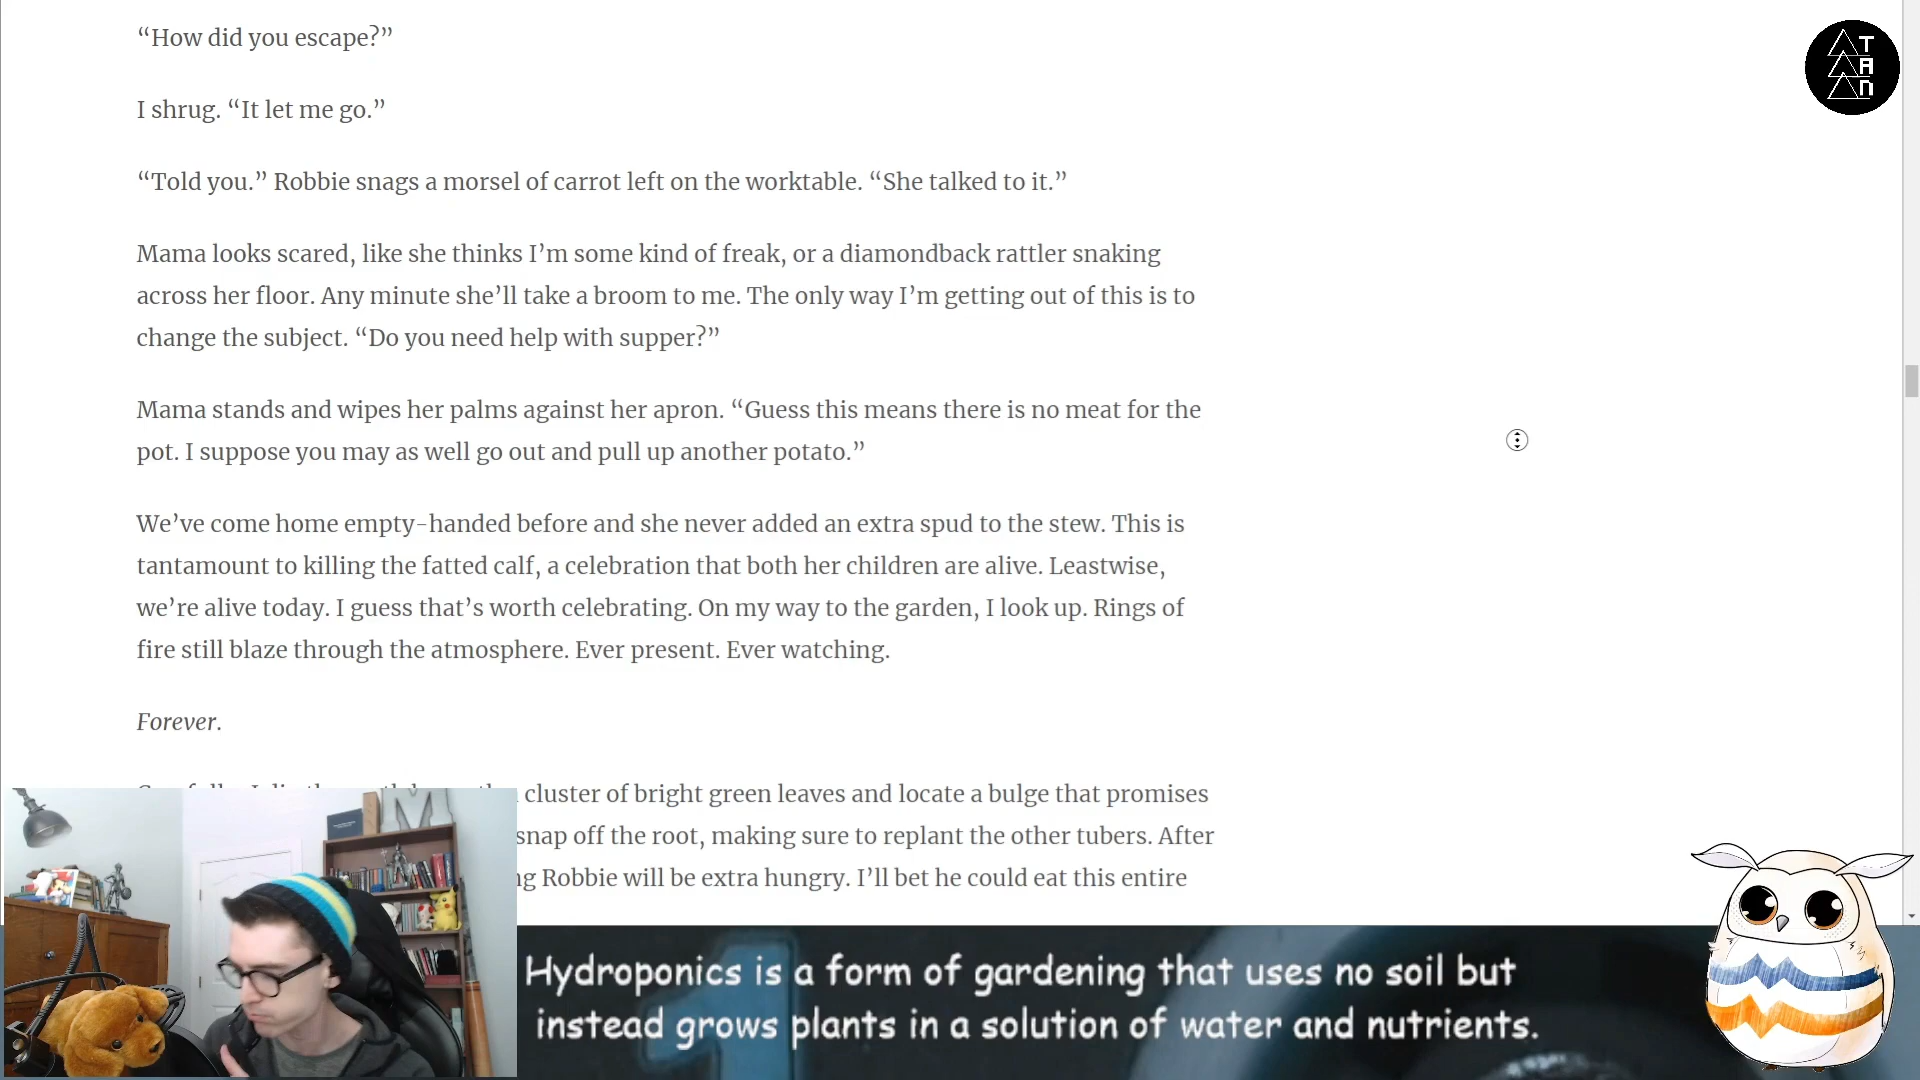 “How did you escape?”
I shrug. “It let me go.”
“Told you.” Robbie snags a morsel of carrot left on the worktable. “She talked to it.”
Mama looks scared, like she thinks I’m some kind of freak, or a diamondback rattler snaking
across her floor. Any minute she’ll take a broom to me. The only way I’m getting out of this is to
change the subject. “Do you need help with supper?”
Mama stands and wipes her palms against her apron. “Guess this means there is no meat for the
pot. I suppose you may as well go out and pull up another potato.”
We’ve come home empty-handed before and she never added an extra spud to the stew. This is
tantamount to killing the fatted calf, a celebration that both her children are alive. Leastwise,
we’re alive today. I guess that’s worth celebrating. On my way to the garden, I look up. Rings of
fire still blaze through the atmosphere. Ever present. Ever watching.
Forever.
cluster of bright green leaves and locate a bulge that promises
snap off the root, making sure to replant the other tubers. After
Robbie will be extra hungry. I’ll bet he could eat this entire
Hydroponics is a form of gardening that uses no soil but
instead grows plants in a solution of water and nutrients.
TAN
M
1